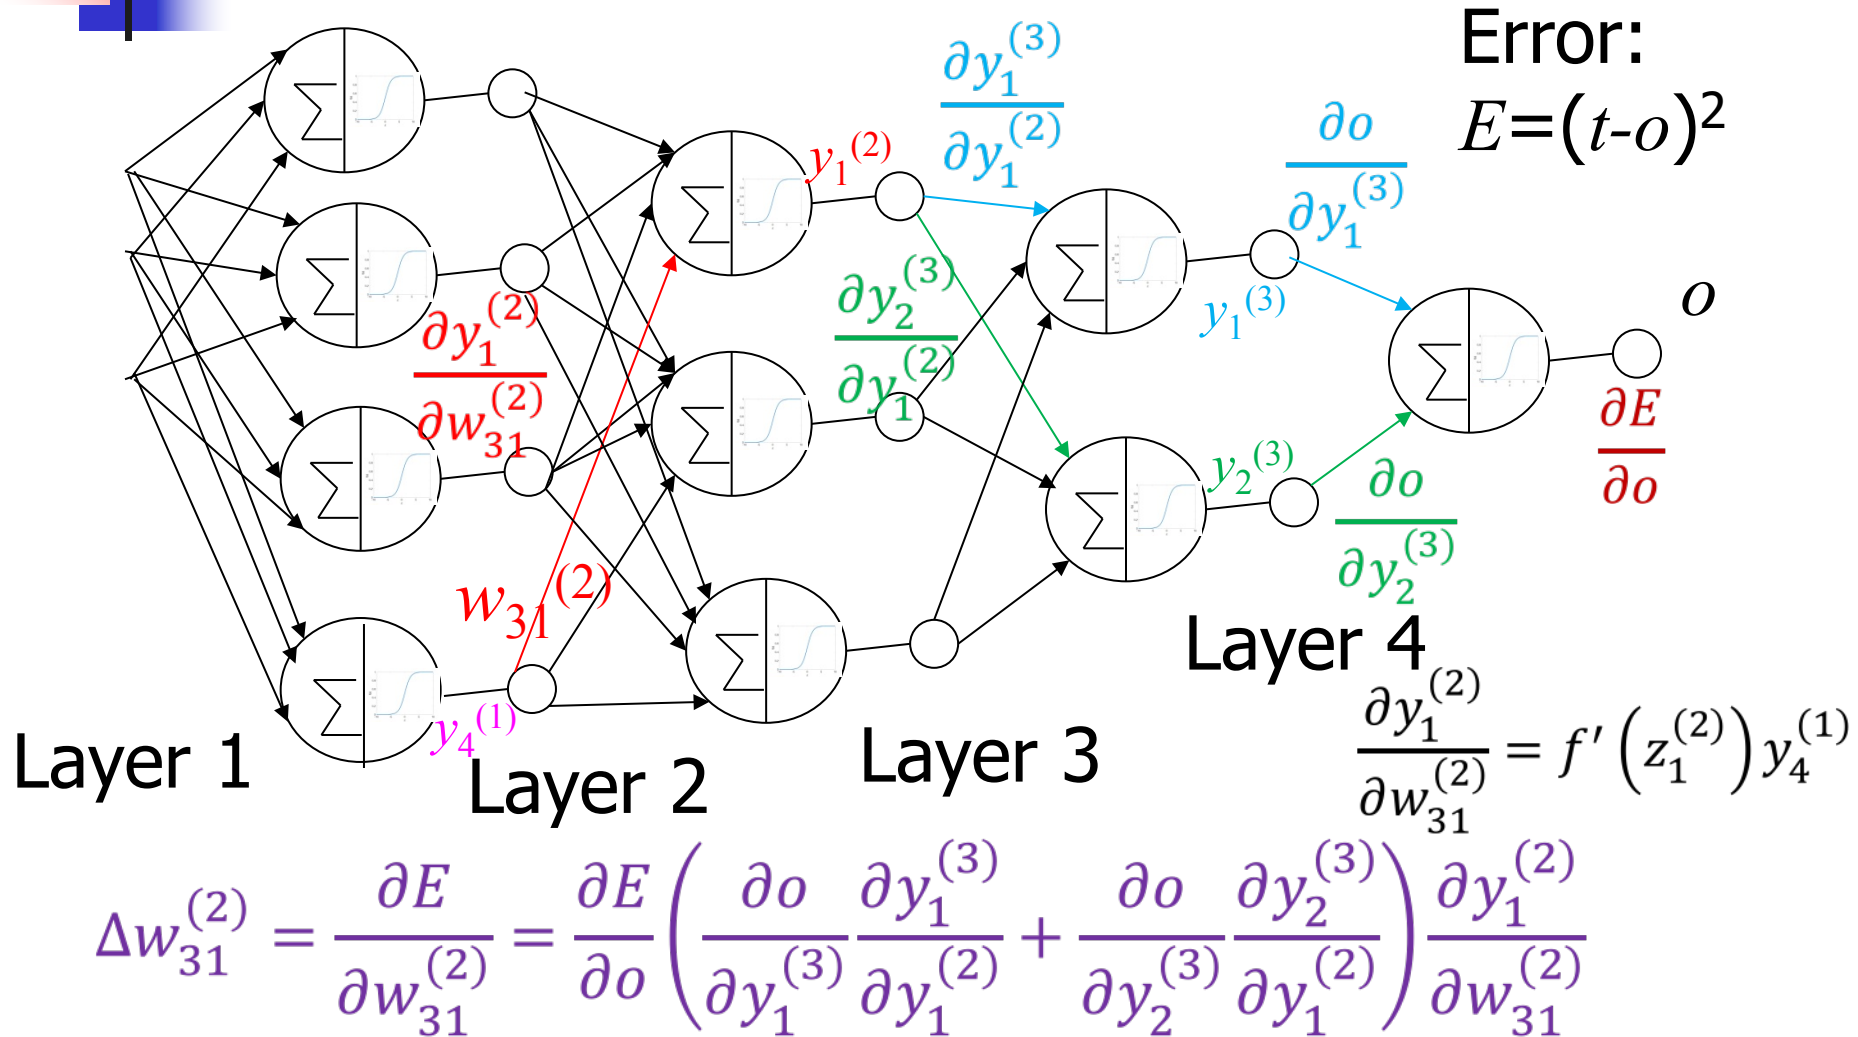 Error:
E=(t-o)²
∂y₁⁽³⁾/∂y₁⁽²⁾
∂o/∂y₁⁽³⁾
y₁⁽²⁾
∂y₂⁽³⁾/∂y₁⁽²⁾
y₁⁽³⁾
o
∂y₁⁽²⁾/∂w₃₁⁽²⁾
∂E/∂o
y₂⁽³⁾
∂o/∂y₂⁽³⁾
w₃₁⁽²⁾
y₄⁽¹⁾
Σ
Σ
Σ
Σ
Σ
Σ
Σ
Σ
Σ
Σ
Layer 1
Layer 2
Layer 3
Layer 4
∂y₁⁽²⁾/∂w₃₁⁽²⁾ = f′(z₁⁽²⁾)y₄⁽¹⁾
Δw₃₁⁽²⁾ = ∂E/∂w₃₁⁽²⁾ = ∂E/∂o (∂o/∂y₁⁽³⁾ ∂y₁⁽³⁾/∂y₁⁽²⁾ + ∂o/∂y₂⁽³⁾ ∂y₂⁽³⁾/∂y₁⁽²⁾) ∂y₁⁽²⁾/∂w₃₁⁽²⁾